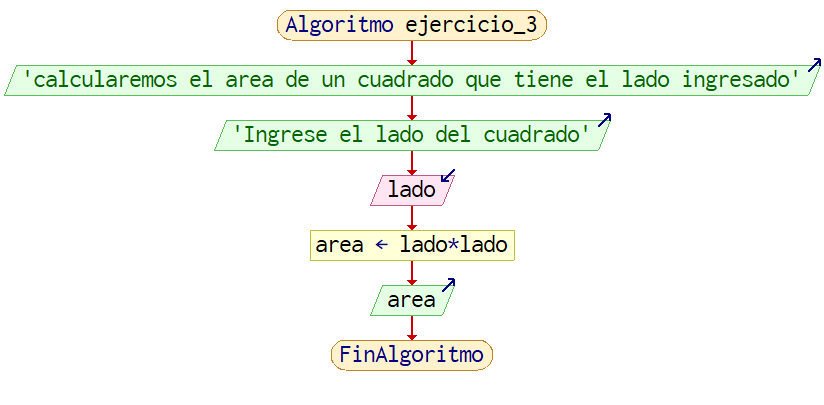 Algoritmo ejercicio_3
'calcularemos el area de un cuadrado que tiene el lado ingresado'
'Ingrese el lado del cuadrado'
lado
area ← lado*lado
area
FinAlgoritmo